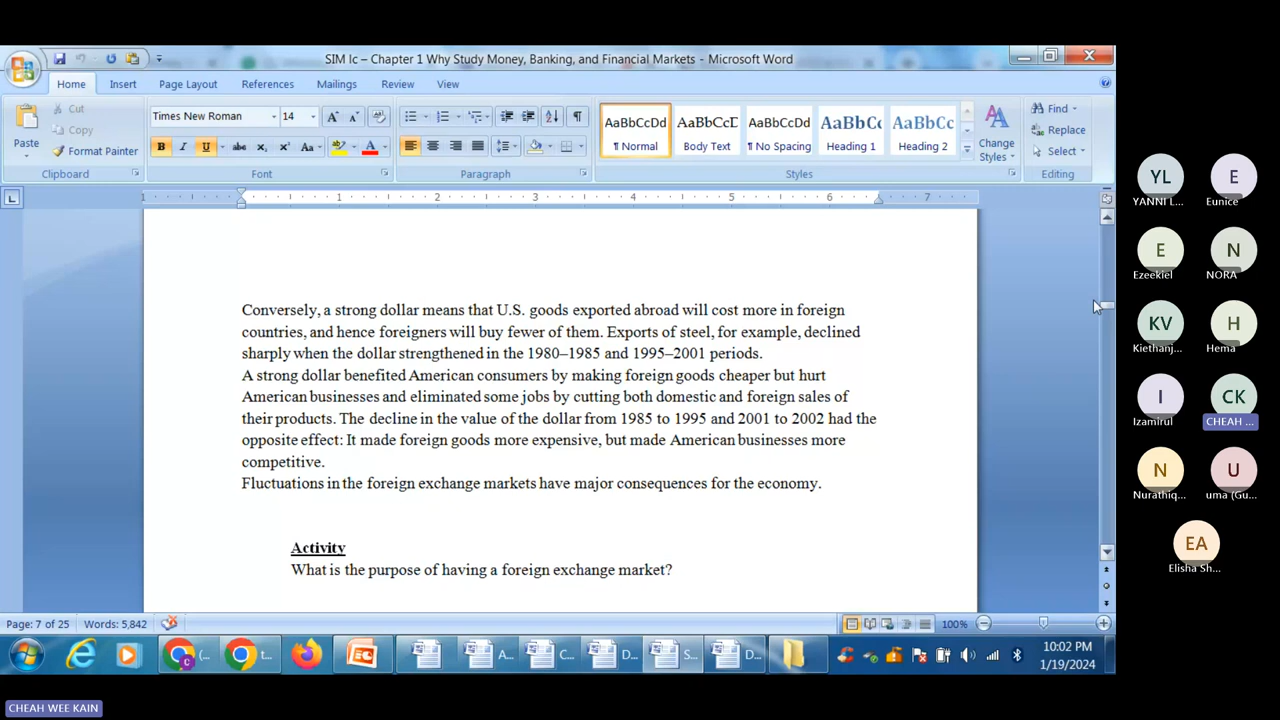 SIM Is – Chapter 1 Why Study Money, Banking, and Financial Markets - Microsoft Word
Home Insert Page Layout References Mailings Review View
Paste
Cut
Copy
Format Painter
Clipboard
Times New Roman 14
Font
Paragraph
AaBbCcDd AaBbCcD AaBbCcDd AaBbCc AaBbCc
¶ Normal Body Text ¶ No Spacing Heading 1 Heading 2
Change
Styles
Styles
Find
Replace
Select
Editing
1 1 2 3 4 5 6 7
Conversely, a strong dollar means that U.S. goods exported abroad will cost more in foreign
countries, and hence foreigners will buy fewer of them. Exports of steel, for example, declined
sharply when the dollar strengthened in the 1980–1985 and 1995–2001 periods.
A strong dollar benefited American consumers by making foreign goods cheaper but hurt
American businesses and eliminated some jobs by cutting both domestic and foreign sales of
their products. The decline in the value of the dollar from 1985 to 1995 and 2001 to 2002 had the
opposite effect: It made foreign goods more expensive, but made American businesses more
competitive.
Fluctuations in the foreign exchange markets have major consequences for the economy.
Activity
What is the purpose of having a foreign exchange market?
Page: 7 of 25 Words: 5,842 100%
(... t... A... C... D... S... D...
10:02 PM
1/19/2024
YL E
YANNI L... Eunice
E N
Ezeekiel NORA
KV H
Kiethanj... Hema
I CK
Izamirul CHEAH ...
N U
Nurathiq... uma (Gu...
EA
Elisha Sh...
CHEAH WEE KAIN